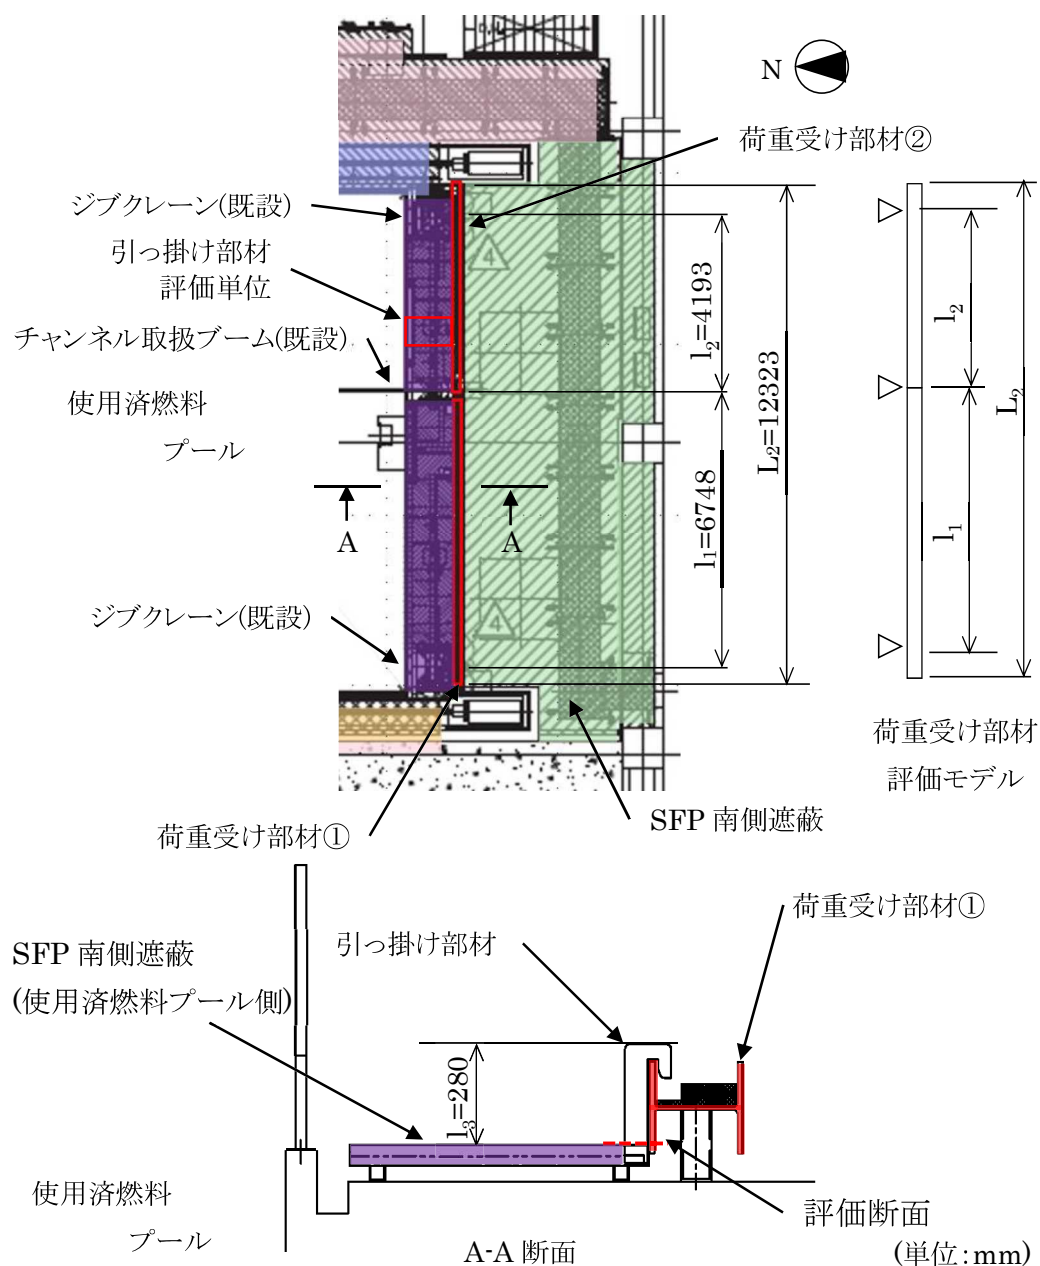 N
荷重受け部材②
ジブクレーン(既設)
引っ掛け部材
評価単位
チャンネル取扱ブーム(既設)
使用済燃料
プール
4
l₂=4193
L₂=12323
l₁=6748
l₂
L₂
l₁
A
A
4
ジブクレーン(既設)
荷重受け部材
評価モデル
SFP 南側遮蔽
荷重受け部材①
荷重受け部材①
引っ掛け部材
SFP 南側遮蔽
(使用済燃料プール側)
l₃=280
使用済燃料
プール
評価断面
A-A 断面
(単位:mm)